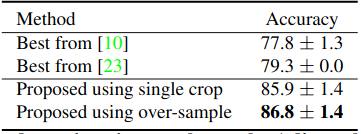 Method Accuracy
Best from [10] 77.8 ± 1.3
Best from [23] 79.3 ± 0.0
Proposed using single crop 85.9 ± 1.4
Proposed using over-sample 86.8 ± 1.4